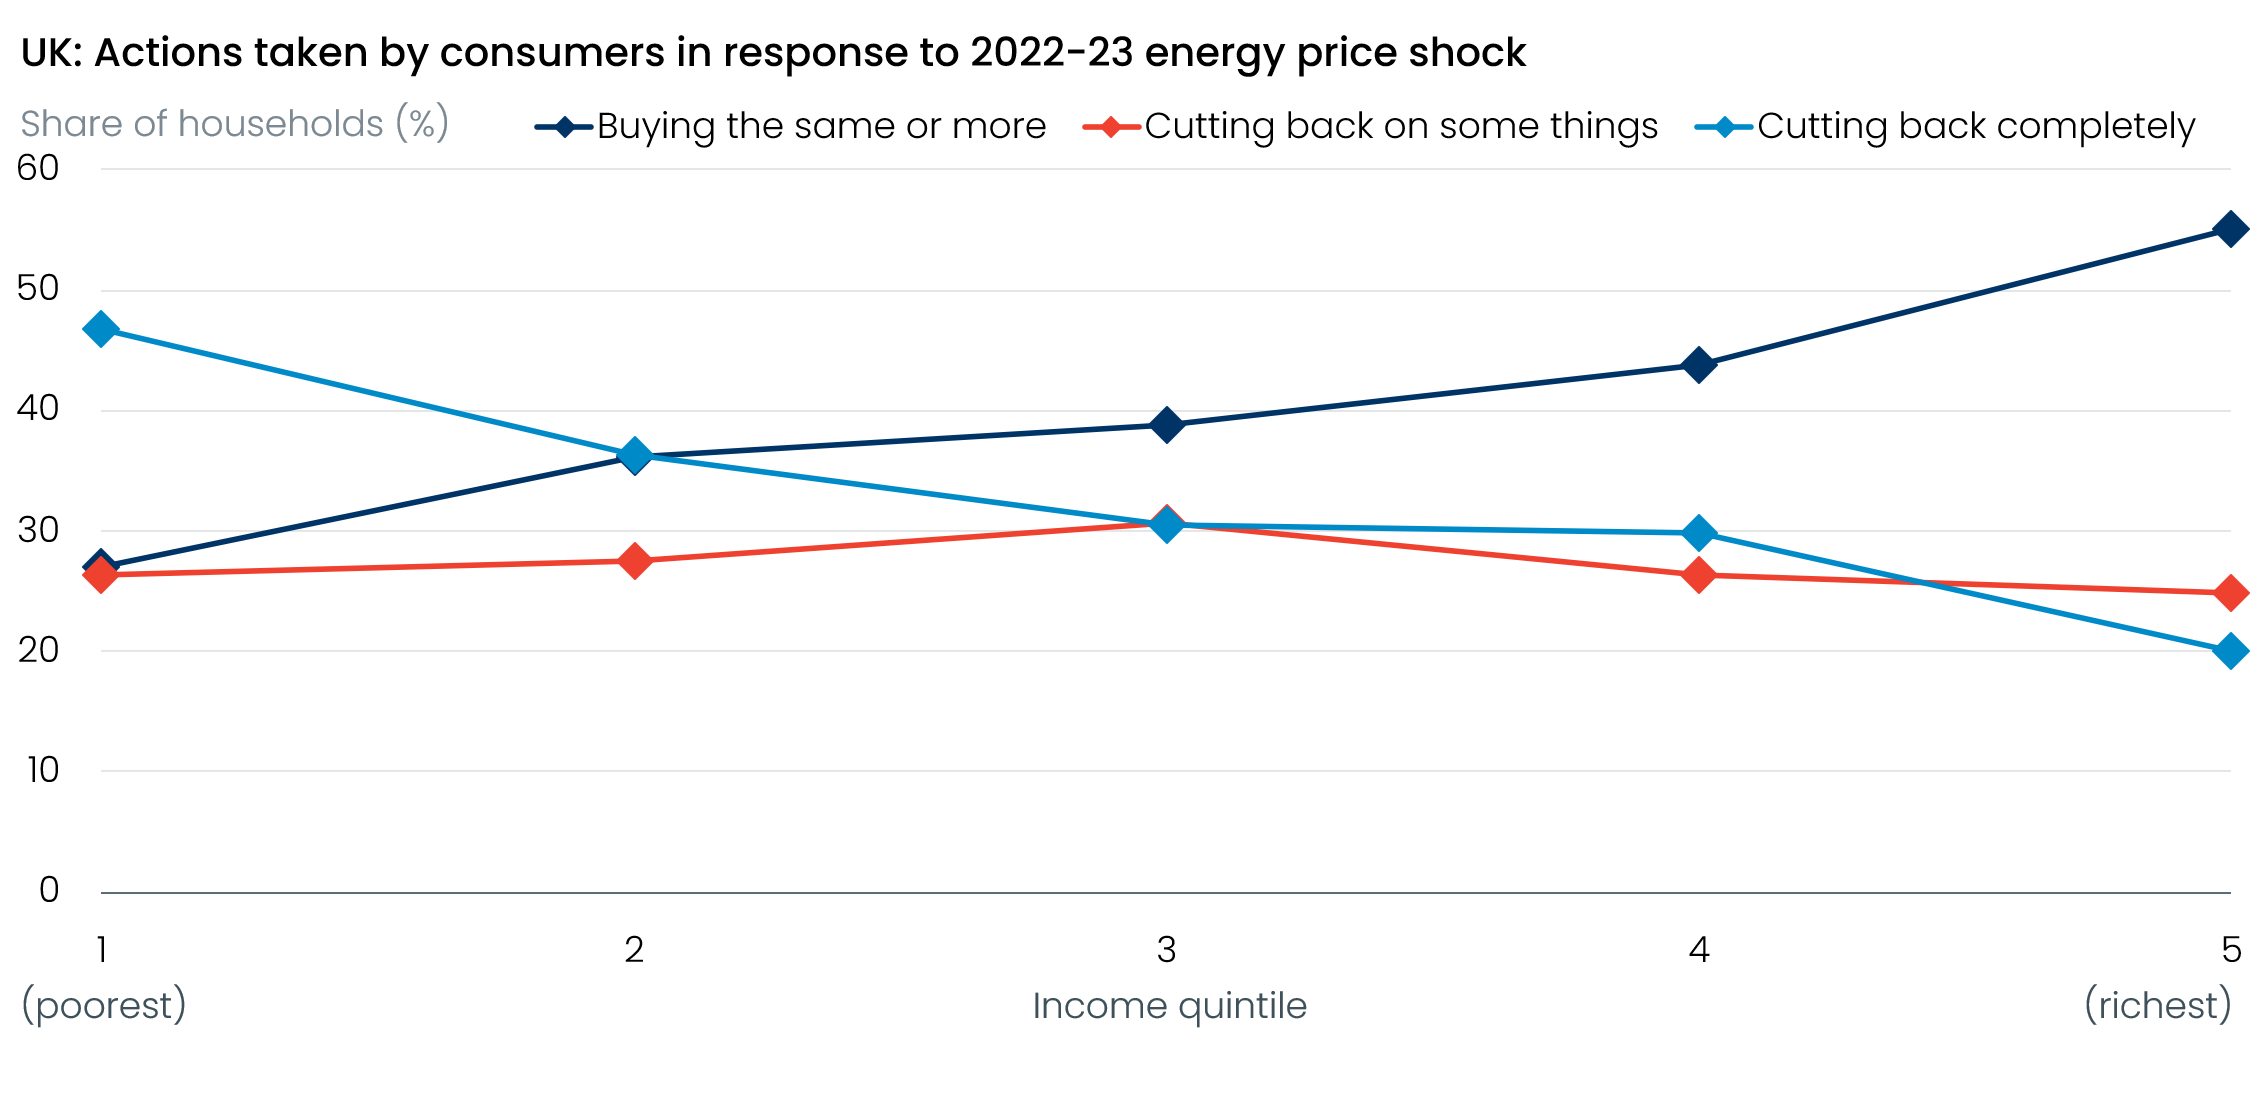 UK: Actions taken by consumers in response to 2022-23 energy price shock
Share of households (%)
Buying the same or more
Cutting back on some things
Cutting back completely
60
50
40
30
20
10
0
1
2
3
4
5
(poorest)
Income quintile
(richest)